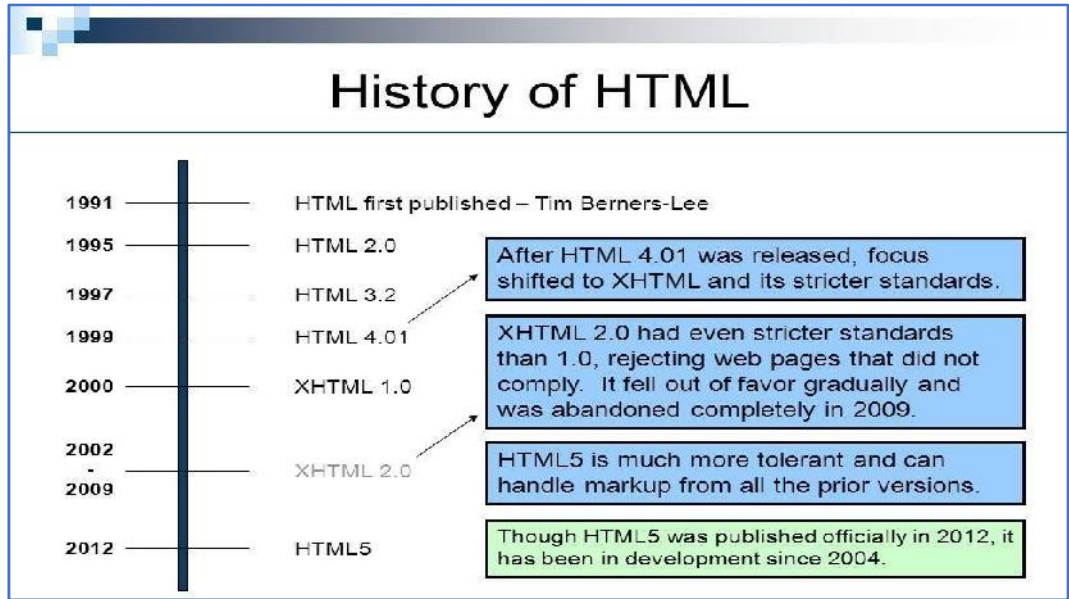 History of HTML
1991
HTML first published – Tim Berners-Lee
1995
HTML 2.0
1997
HTML 3.2
1999
HTML 4.01
2000
XHTML 1.0
2002
-
2009
XHTML 2.0
2012
HTML5
After HTML 4.01 was released, focus
shifted to XHTML and its stricter standards.
XHTML 2.0 had even stricter standards
than 1.0, rejecting web pages that did not
comply. It fell out of favor gradually and
was abandoned completely in 2009.
HTML5 is much more tolerant and can
handle markup from all the prior versions.
Though HTML5 was published officially in 2012, it
has been in development since 2004.